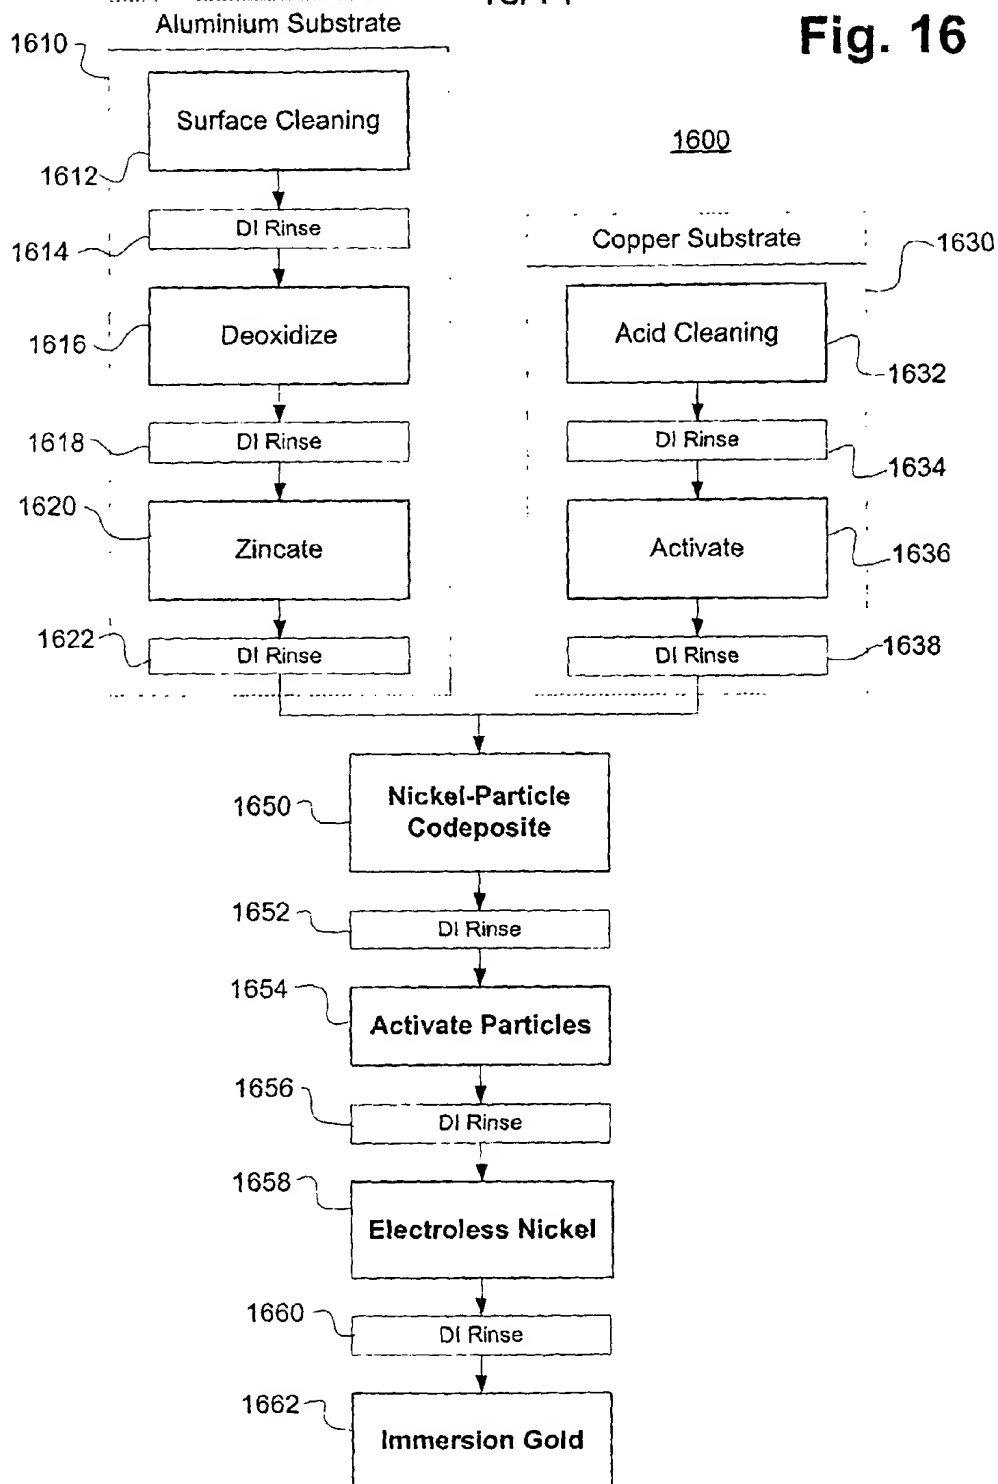 Fig. 16
1600
Aluminium Substrate
1610
Surface Cleaning
1612
DI Rinse
1614
Deoxidize
1616
DI Rinse
1618
Zincate
1620
DI Rinse
1622
Copper Substrate
1630
Acid Cleaning
1632
DI Rinse
1634
Activate
1636
DI Rinse
1638
Nickel-Particle
Codeposite
1650
DI Rinse
1652
Activate Particles
1654
DI Rinse
1656
Electroless Nickel
1658
DI Rinse
1660
Immersion Gold
1662